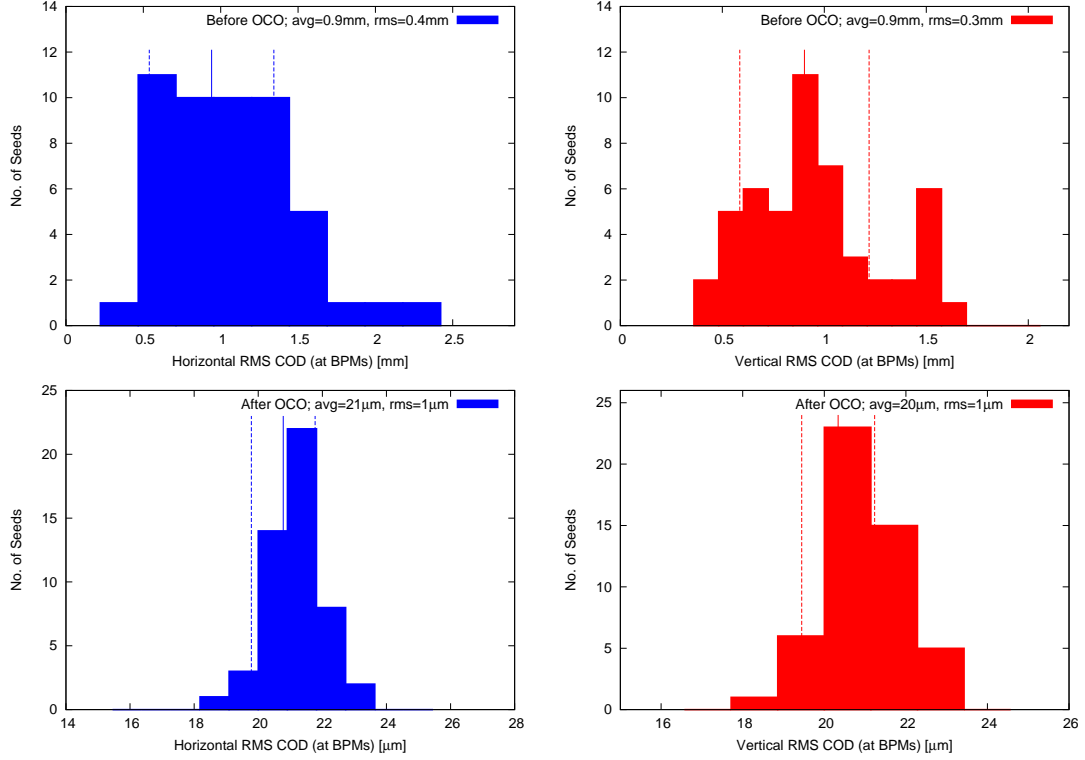 Before OCO; avg=0.9mm, rms=0.4mm
No. of Seeds
14
12
10
8
6
4
2
0
0 0.5 1 1.5 2 2.5
Horizontal RMS COD (at BPMs) [mm]
Before OCO; avg=0.9mm, rms=0.3mm
No. of Seeds
14
12
10
8
6
4
2
0
0 0.5 1 1.5 2
Vertical RMS COD (at BPMs) [mm]
After OCO; avg=21μm, rms=1μm
No. of Seeds
25
20
15
10
5
0
14 16 18 20 22 24 26 28
Horizontal RMS COD (at BPMs) [μm]
After OCO; avg=20μm, rms=1μm
No. of Seeds
25
20
15
10
5
0
16 18 20 22 24 26
Vertical RMS COD (at BPMs) [μm]